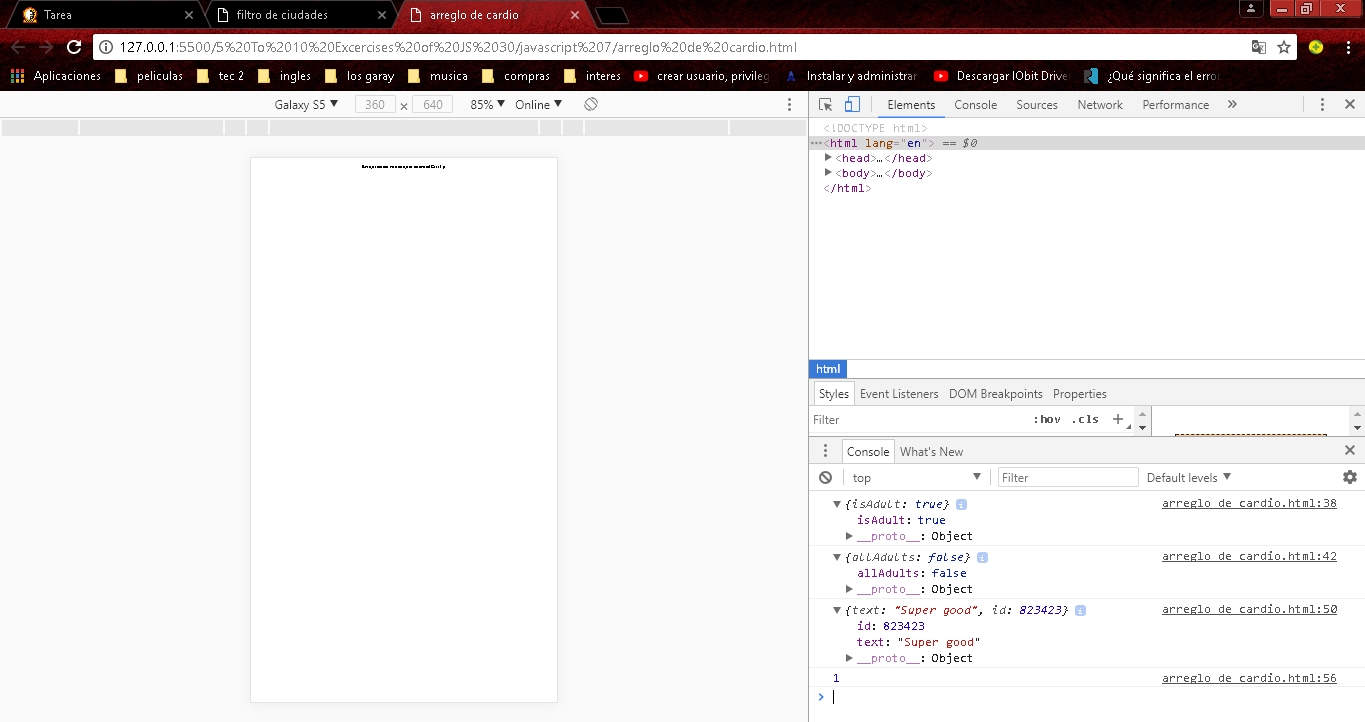 Tarea
filtro de ciudades
arreglo de cardio
127.0.0.1:5500/5%20To%2010%20Excercises%20of%20JS%2030/javascript%207/arreglo%20de%20cardio.html
Aplicaciones
peliculas
tec 2
ingles
los garay
musica
compras
interes
crear usuario, privileg
Instalar y administrar
Descargar IObit Drive
¿Qué significa el erro
Galaxy S5 ▼ 360 × 640 85% ▼ Online ▼
Elements Console Sources Network Performance »
<!DOCTYPE html>
···<html lang="en"> == $0
▶<head>…</head>
▶<body>…</body>
</html>
html
Styles Event Listeners DOM Breakpoints Properties
Filter :hov .cls +
Console What's New
top ▼ Filter Default levels ▼
▼{isAdult: true} i arreglo de cardio.html:38
isAdult: true
▶__proto__: Object
▼{allAdults: false} i arreglo de cardio.html:42
allAdults: false
▶__proto__: Object
▼{text: "Super good", id: 823423} i arreglo de cardio.html:50
id: 823423
text: "Super good"
▶__proto__: Object
1 arreglo de cardio.html:56
>